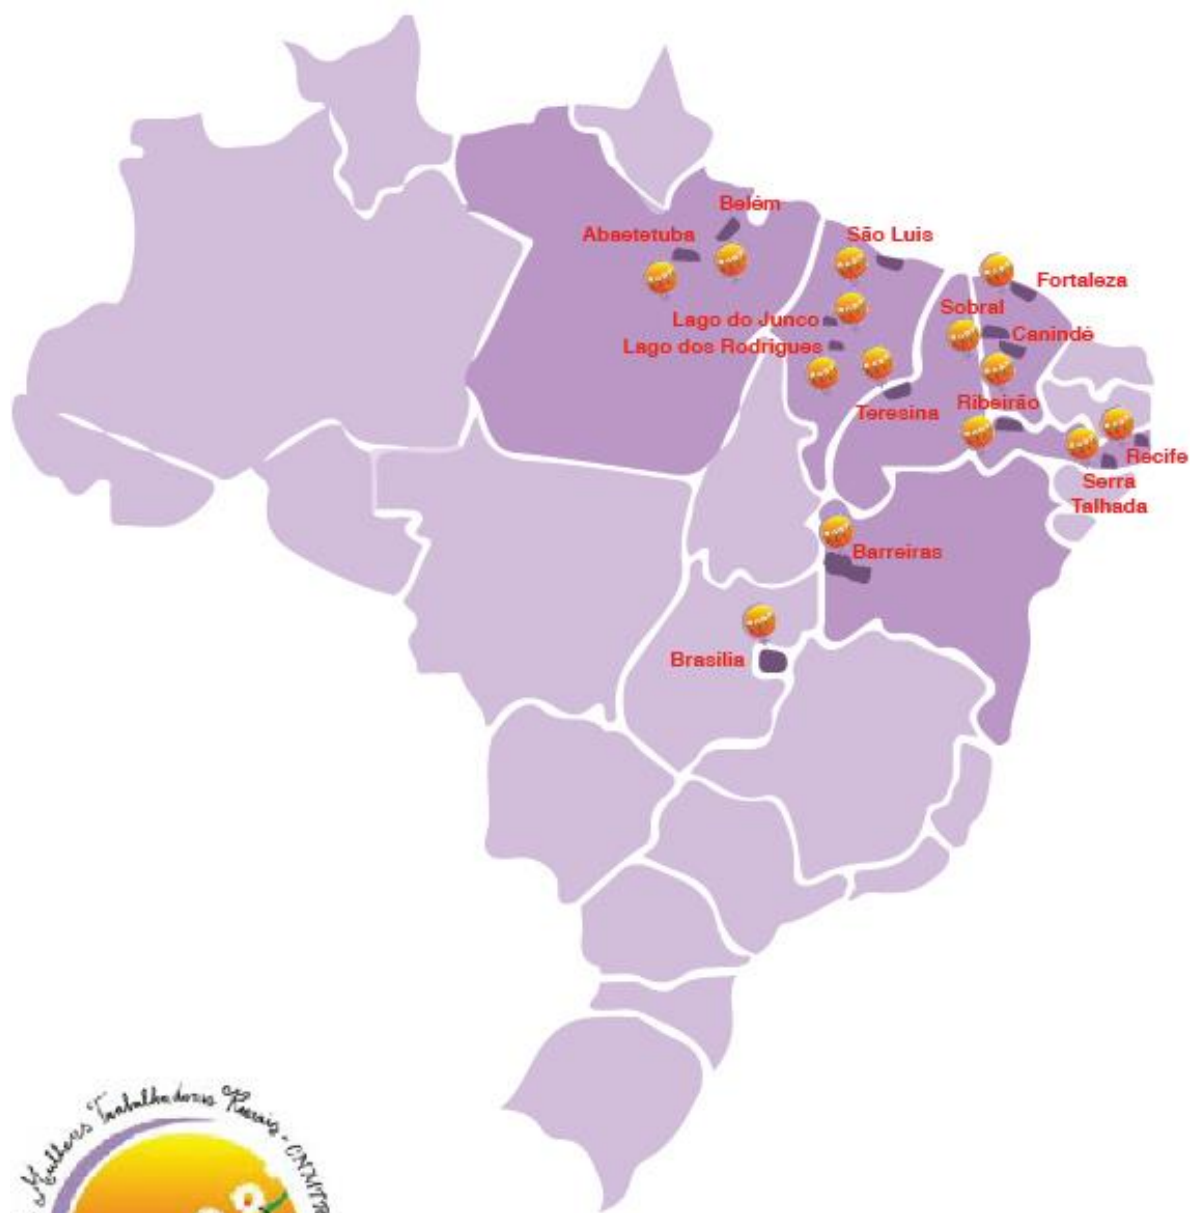 Belém
Abaetetuba
São Luis
Fortaleza
Sobral
Lago do Junco
Canindé
Lago dos Rodrigues
Teresina
Ribeirão
Recife
Serra
Talhada
Barreiras
Brasilia
Mulheres Trabalhadoras Rurais - CNMTR